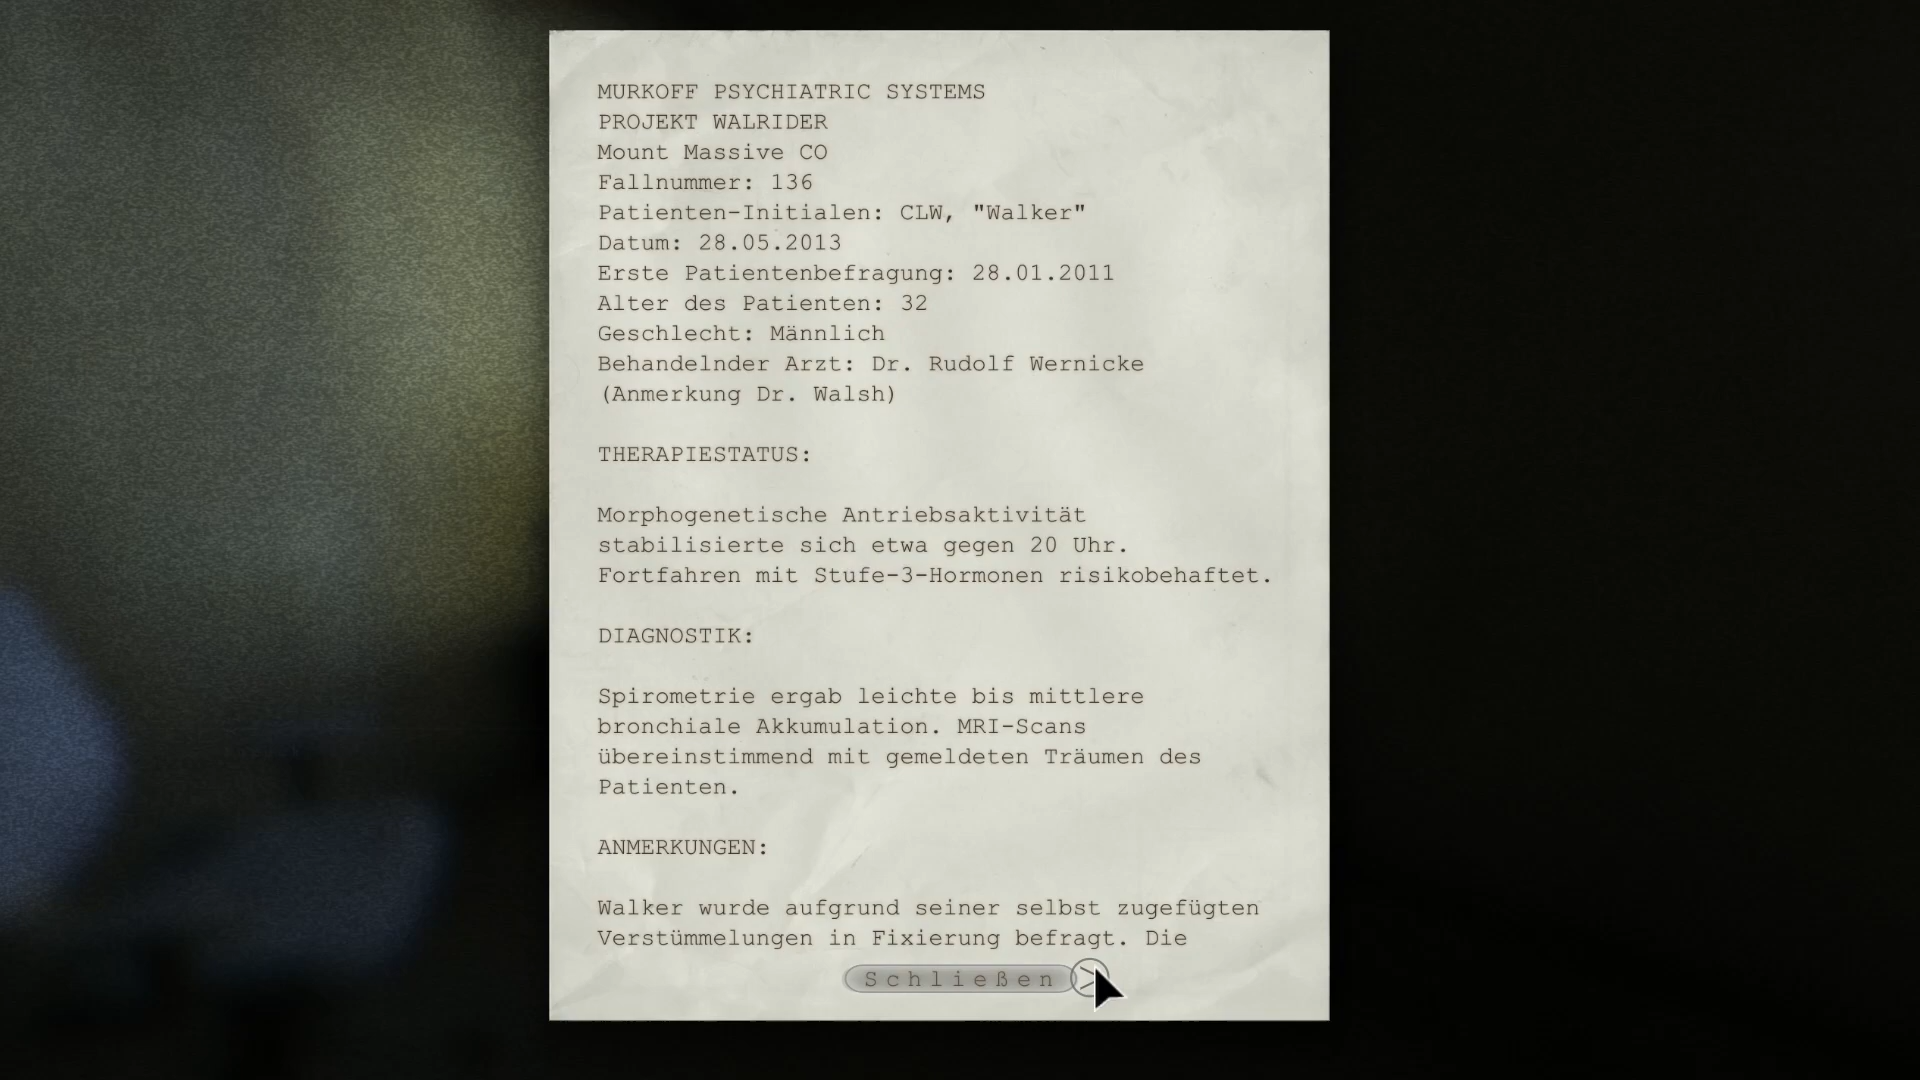 MURKOFF PSYCHIATRIC SYSTEMS
PROJEKT WALRIDER
Mount Massive CO
Fallnummer: 136
Patienten-Initialen: CLW, "Walker"
Datum: 28.05.2013
Erste Patientenbefragung: 28.01.2011
Alter des Patienten: 32
Geschlecht: Männlich
Behandelnder Arzt: Dr. Rudolf Wernicke
(Anmerkung Dr. Walsh)
THERAPIESTATUS:
Morphogenetische Antriebsaktivität
stabilisierte sich etwa gegen 20 Uhr.
Fortfahren mit Stufe-3-Hormonen risikobehaftet.
DIAGNOSTIK:
Spirometrie ergab leichte bis mittlere
bronchiale Akkumulation. MRI-Scans
übereinstimmend mit gemeldeten Träumen des
Patienten.
ANMERKUNGEN:
Walker wurde aufgrund seiner selbst zugefügten
Verstümmelungen in Fixierung befragt. Die
Schließen >